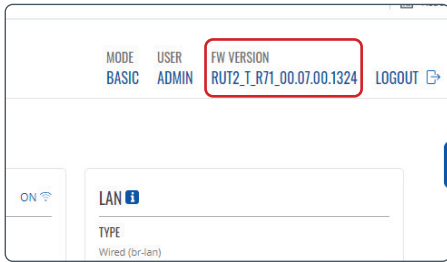 MODE USER FW VERSION
BASIC ADMIN RUT2_T_R71_00.07.00.1324 LOGOUT
ON LAN i
TYPE
Wired (br-lan)